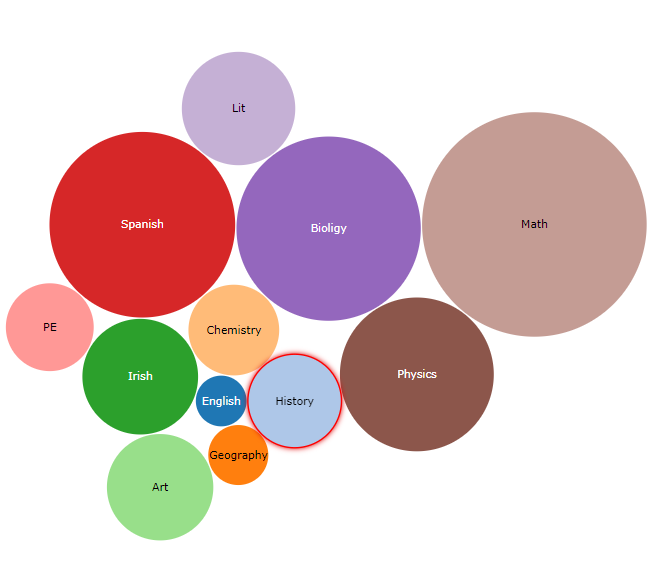 Lit
Spanish
Bioligy
Math
PE
Chemistry
Irish
Physics
English
History
Geography
Art